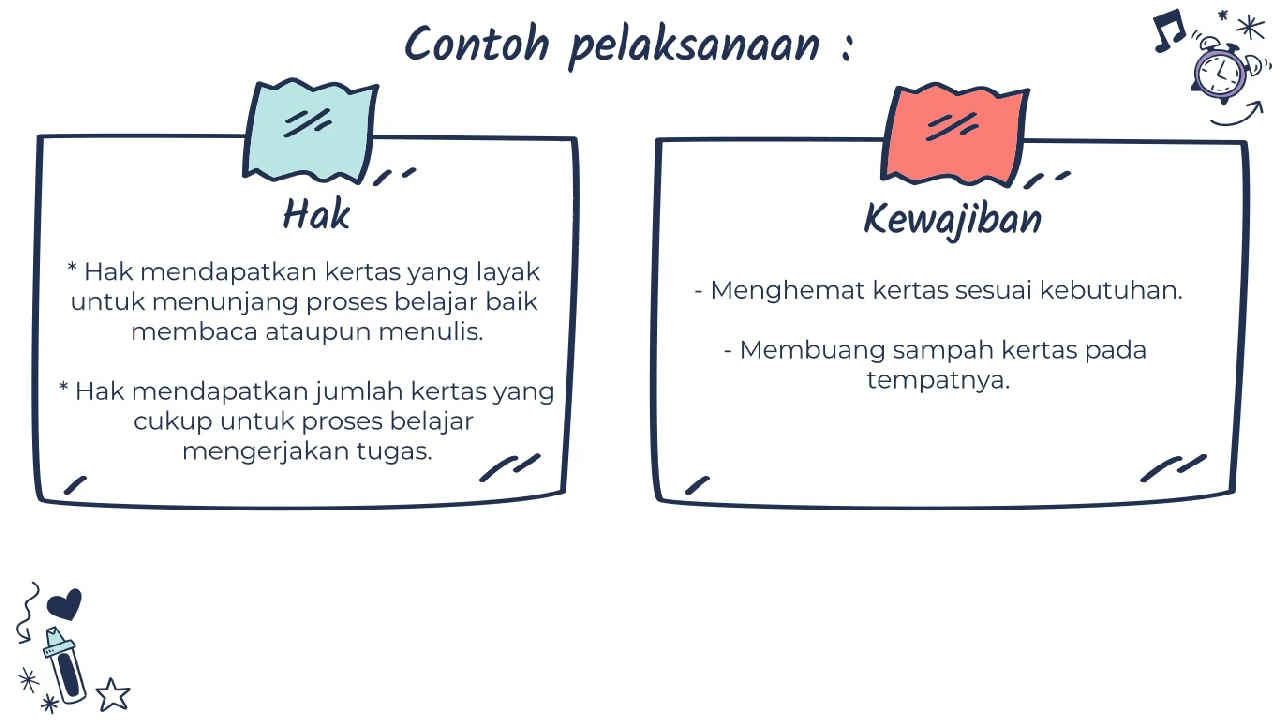 Contoh pelaksanaan :
Hak
* Hak mendapatkan kertas yang layak
untuk menunjang proses belajar baik
membaca ataupun menulis.
* Hak mendapatkan jumlah kertas yang
cukup untuk proses belajar
mengerjakan tugas.
Kewajiban
- Menghemat kertas sesuai kebutuhan.
- Membuang sampah kertas pada
tempatnya.